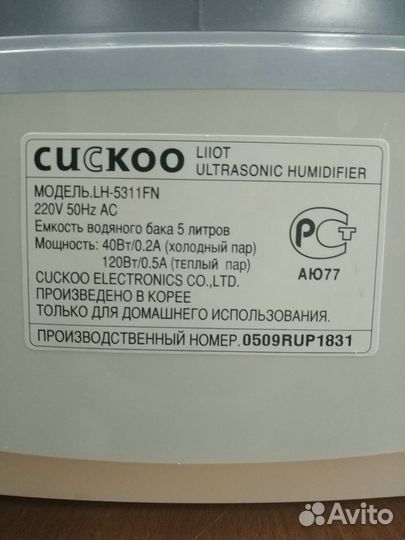 CUCKOO LIIOT
ULTRASONIC HUMIDIFIER
МОДЕЛЬ.LH-5311FN
220V 50Hz AC
Емкость водяного бака 5 литров
Мощность: 40Вт/0.2А (холодный пар)
120Вт/0.5А (теплый пар)
CUCKOO ELECTRONICS CO.,LTD.
ПРОИЗВЕДЕНО В КОРЕЕ
ТОЛЬКО ДЛЯ ДОМАШНЕГО ИСПОЛЬЗОВАНИЯ.
РСТ
АЮ77
ПРОИЗВОДСТВЕННЫЙ НОМЕР. 0509RUP1831
Avito